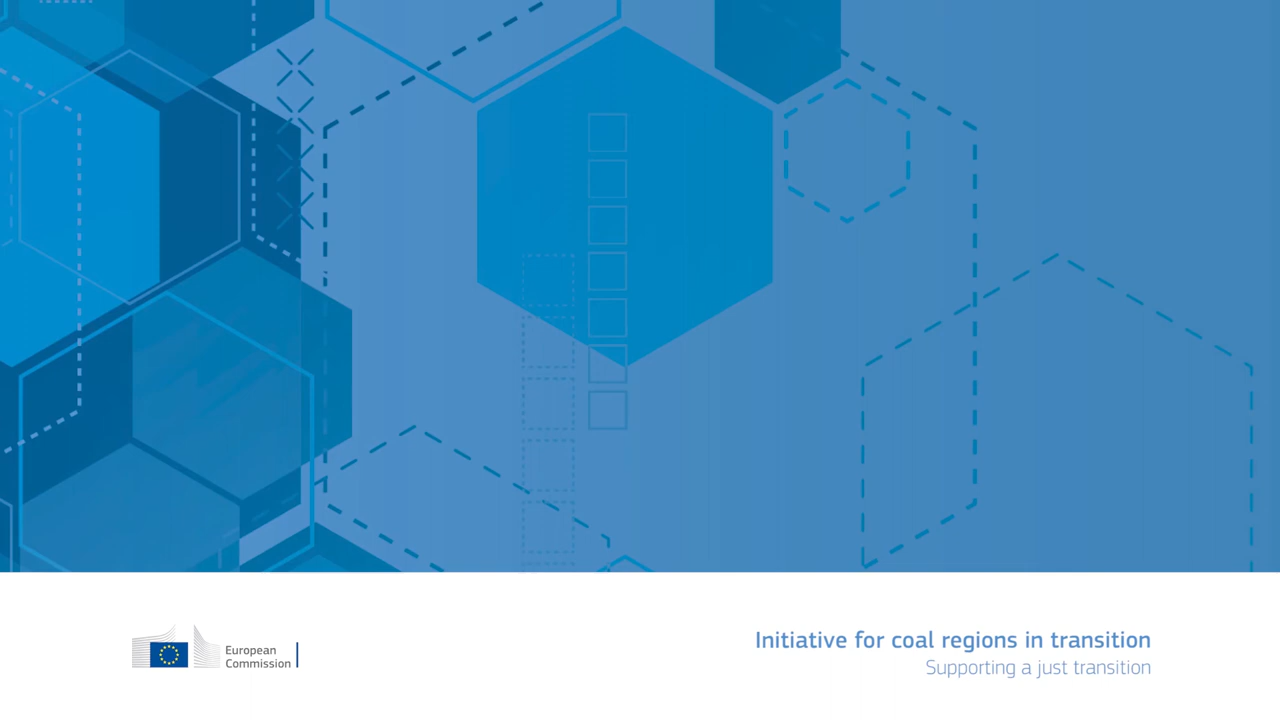 European
Commission
Initiative for coal regions in transition
Supporting a just transition